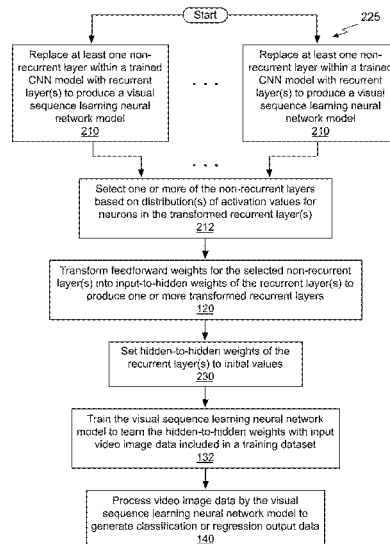 Start
225
Replace at least one non-
recurrent layer within a trained
CNN model with recurrent
layer(s) to produce a visual
sequence learning neural
network model
210
. . .
Replace at least one non-
recurrent layer within a trained
CNN model with recurrent
layer(s) to produce a visual
sequence learning neural
network model
210
. . .
Select one or more of the non-recurrent layers
based on distribution(s) of activation values for
neurons in the transformed recurrent layer(s)
212
Transform feedforward weights for the selected non-recurrent
layer(s) into input-to-hidden weights of the recurrent layer(s) to
produce one or more transformed recurrent layers
120
Set hidden-to-hidden weights of the
recurrent layer(s) to initial values
230
Train the visual sequence learning neural network
model to learn the hidden-to-hidden weights with input
video image data included in a training dataset
132
Process video image data by the visual
sequence learning neural network model to
generate classification or regression output data
140